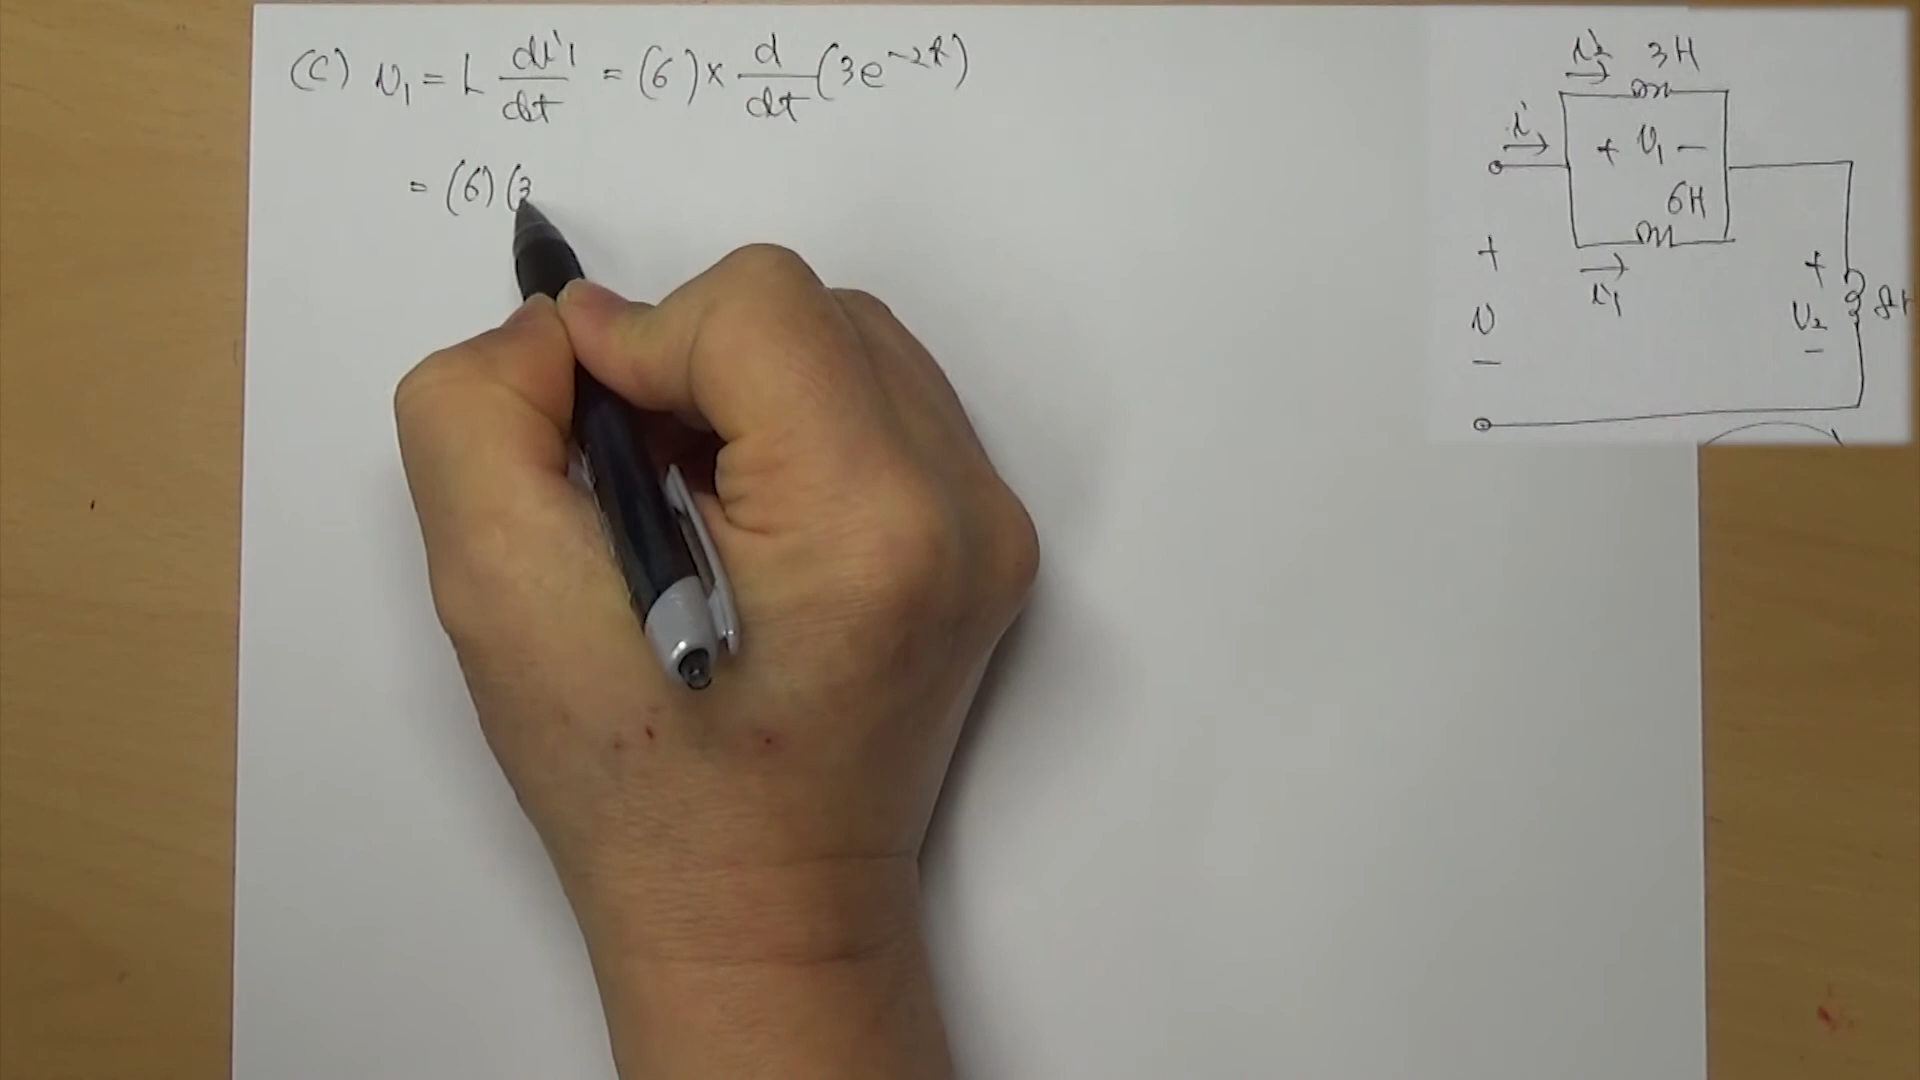 (C) v₁ = L di₁/dt = (6) × d/dt (3e^-2t)
= (6) (3
i₂ 3H
i
+ v₁ −
6H
i₁
+
v
−
+
v₂
−